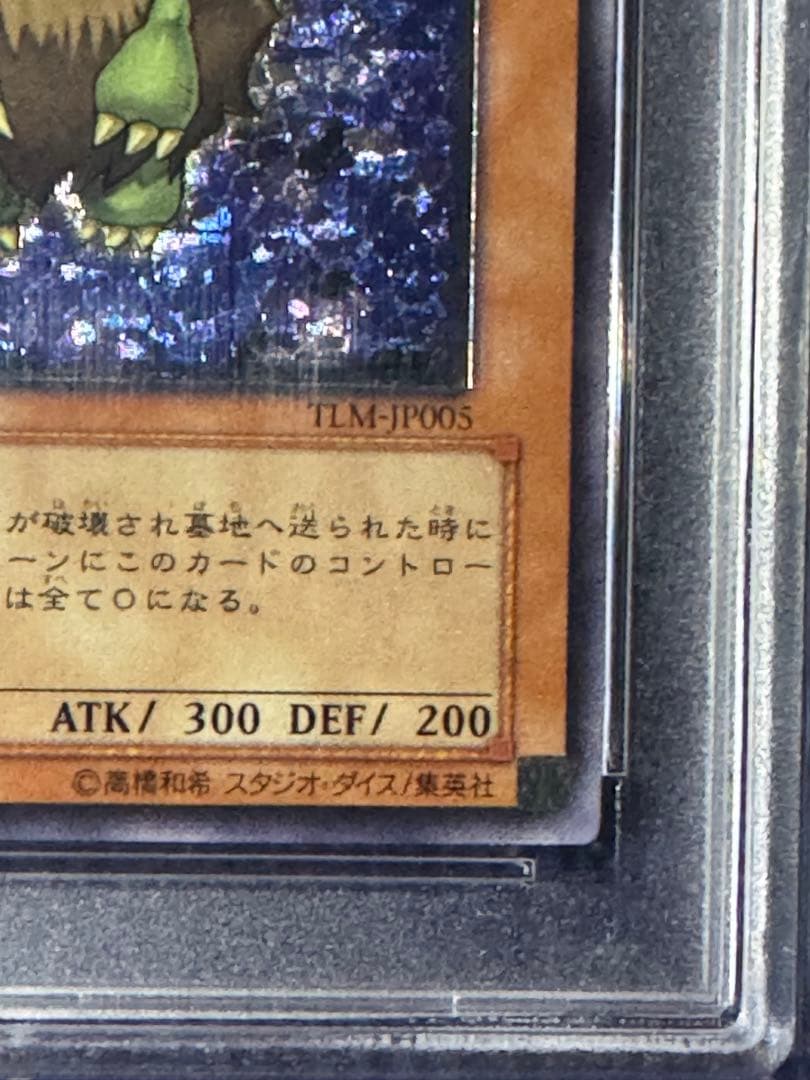 TLM-JP005
が破壊され墓地へ送られた時に
ーンにこのカードのコントロー
は全て0になる。
ATK/ 300 DEF/ 200
©高橋和希 スタジオ・ダイス/集英社